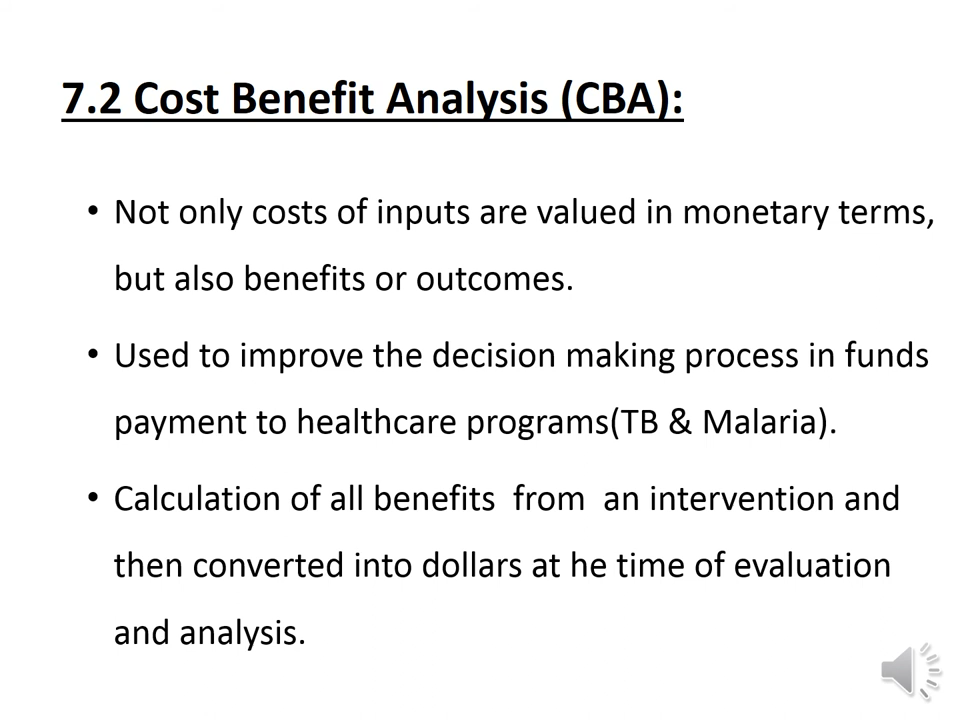 7.2 Cost Benefit Analysis (CBA):
• Not only costs of inputs are valued in monetary terms,
but also benefits or outcomes.
• Used to improve the decision making process in funds
payment to healthcare programs(TB & Malaria).
• Calculation of all benefits  from  an intervention and
then converted into dollars at he time of evaluation
and analysis.